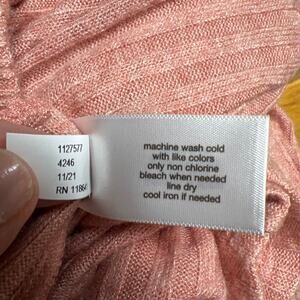 1127577
4246
11/21
machine wash cold
with like colors
only non chlorine
bleach when needed
line dry
cool iron if needed